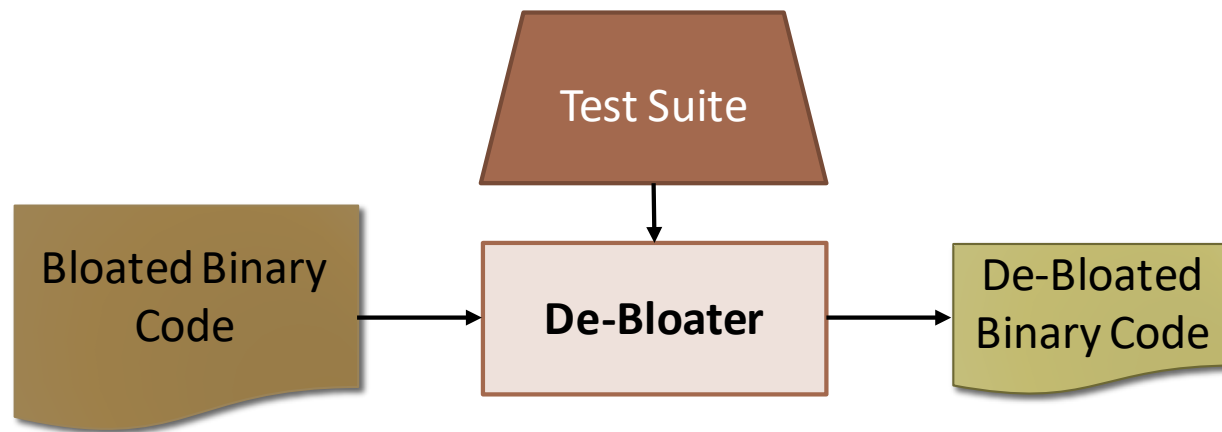 Test Suite
Bloated Binary
Code
De-Bloater
De-Bloated
Binary Code